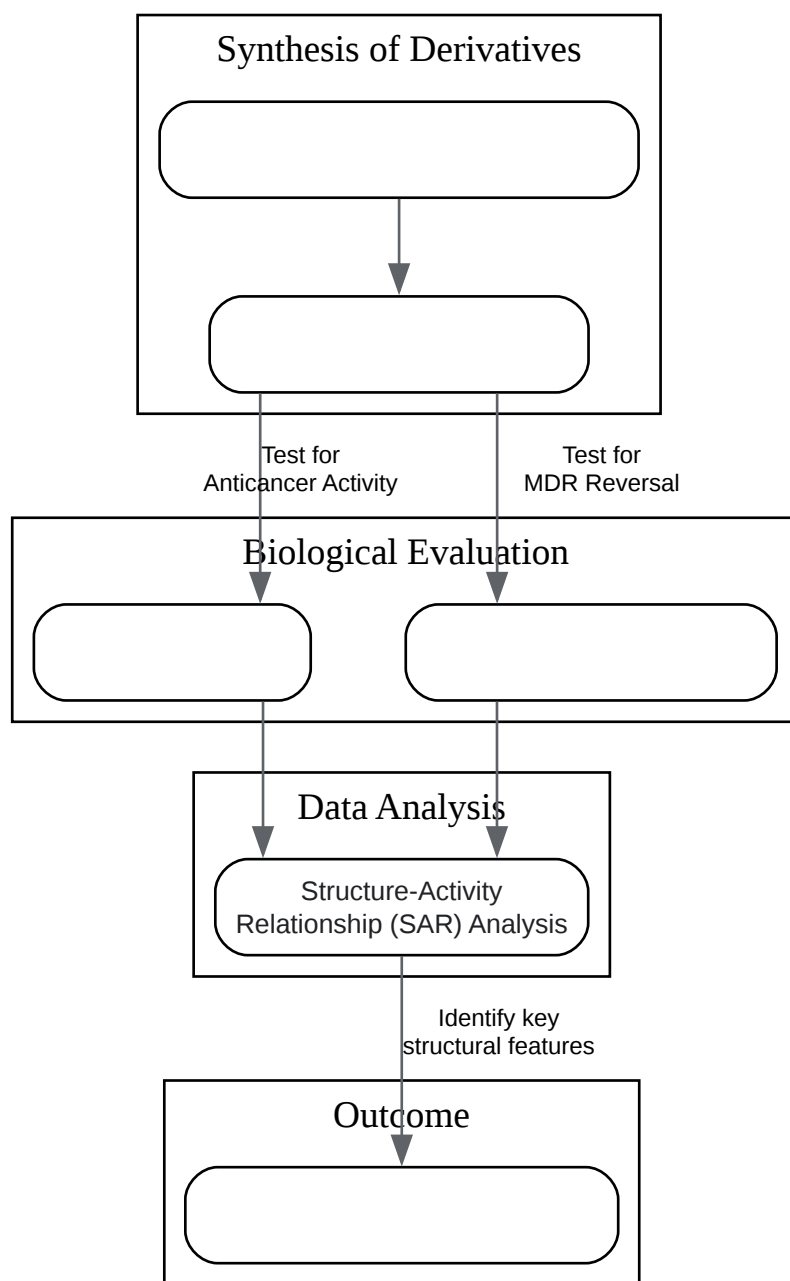 Synthesis of Derivatives
Test for
Anticancer Activity
Test for
MDR Reversal
Biological Evaluation
Data Analysis
Structure-Activity
Relationship (SAR) Analysis
Identify key
structural features
Outcome